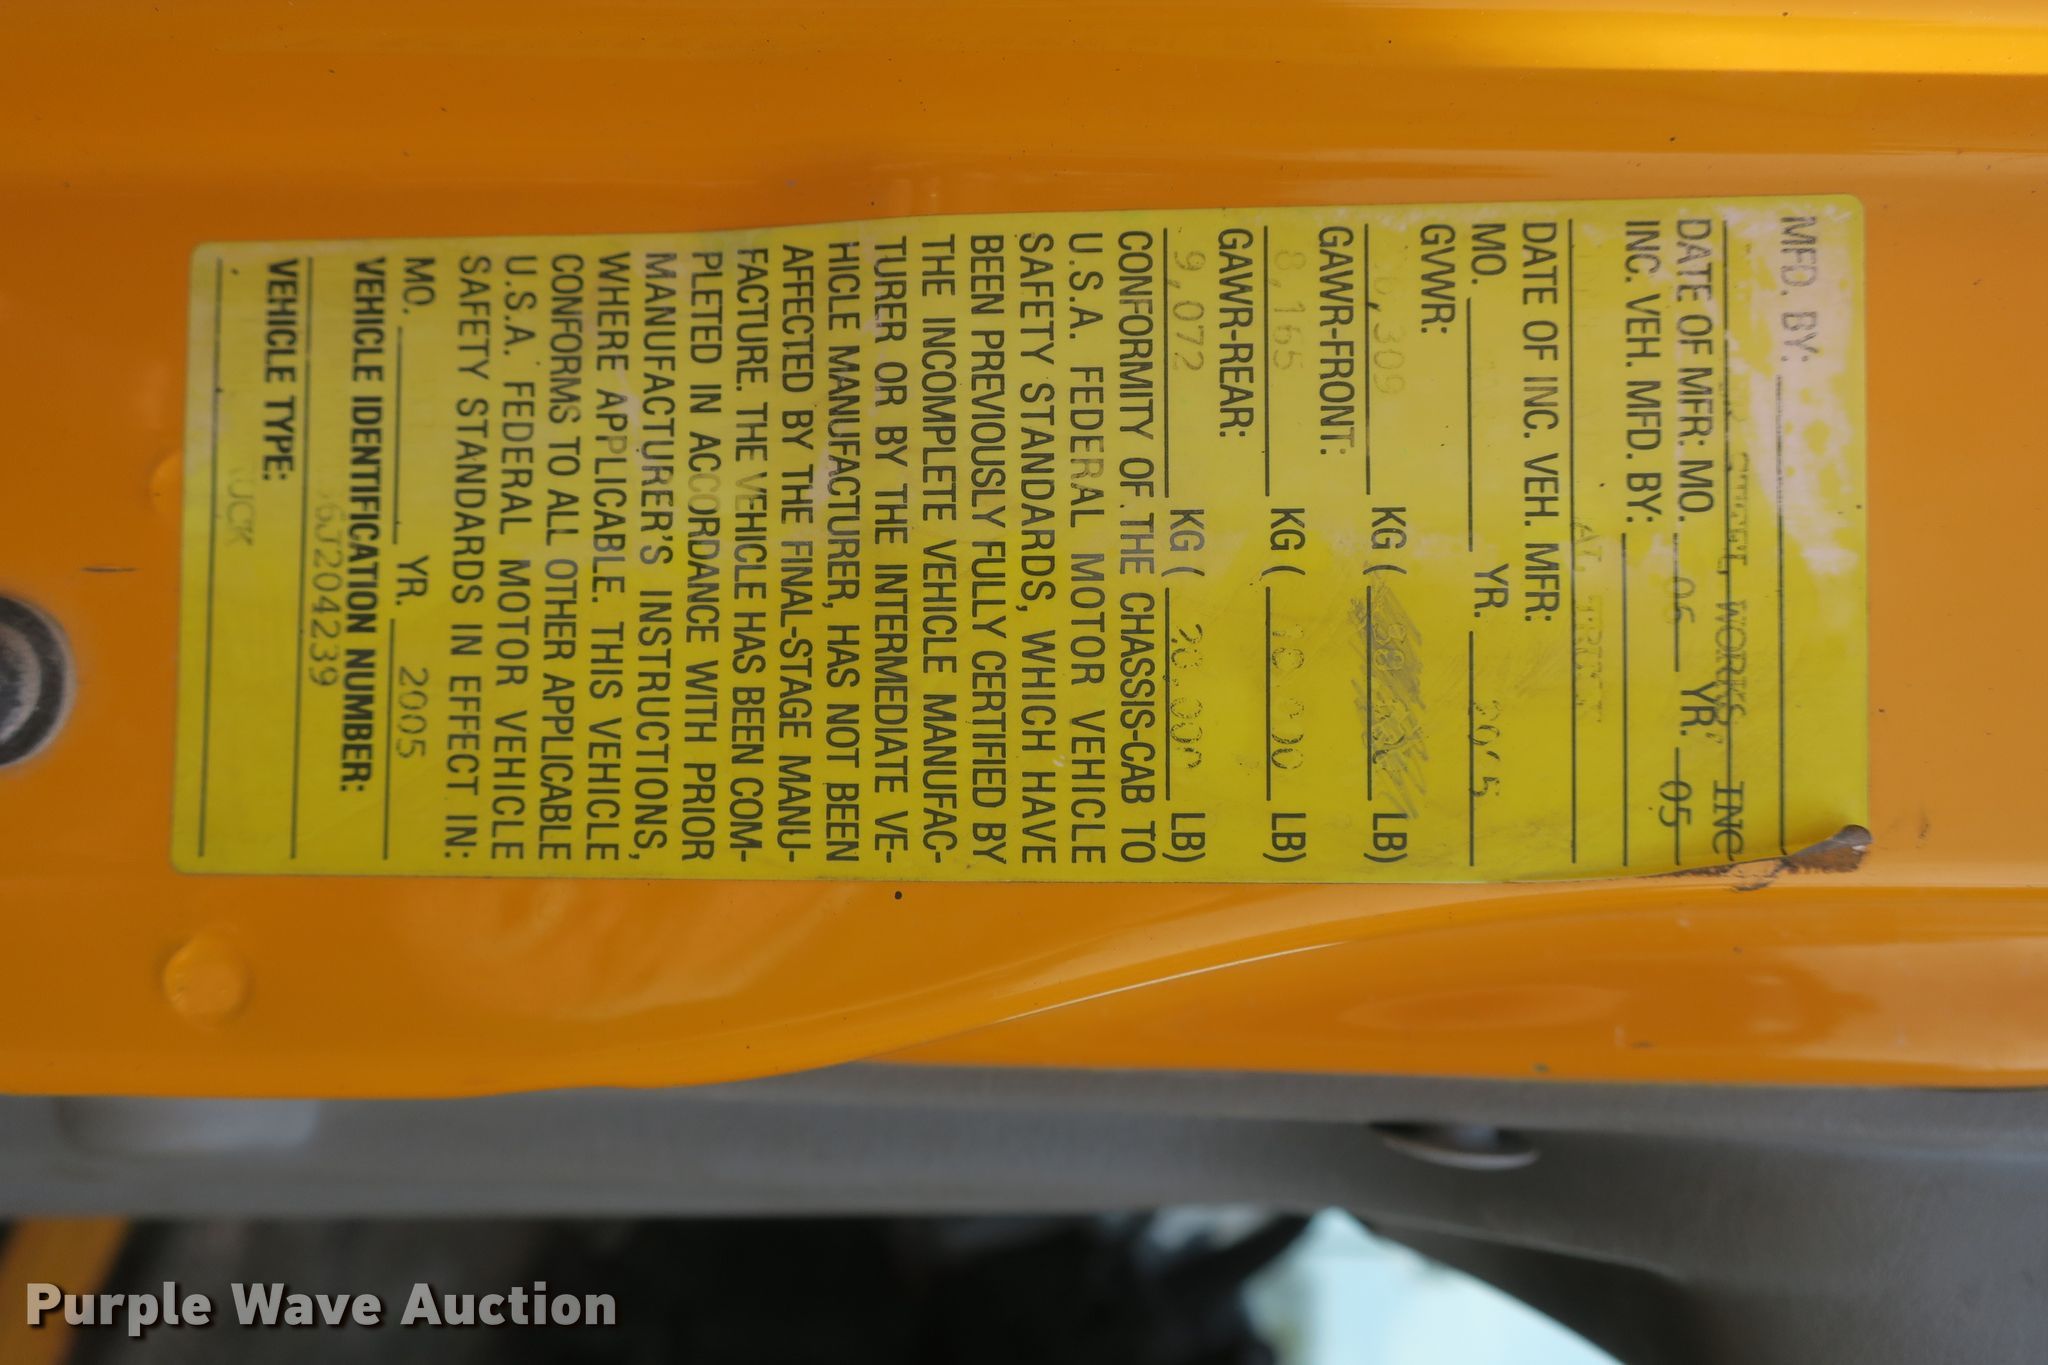 MFD. BY:
WORKS INC
DATE OF MFR: MO. 06 YR. 05
INC. VEH. MFD. BY:
DATE OF INC. VEH. MFR:
MO. YR. 2005
GVWR:
KG ( LB)
GAWR-FRONT:
8,165 KG ( LB)
GAWR-REAR:
9,072 KG ( 20,000 LB)
CONFORMITY OF THE CHASSIS-CAB TO
U.S.A. FEDERAL MOTOR VEHICLE
SAFETY STANDARDS, WHICH HAVE
BEEN PREVIOUSLY FULLY CERTIFIED BY
THE INCOMPLETE VEHICLE MANUFAC-
TURER OR BY THE INTERMEDIATE VE-
HICLE MANUFACTURER, HAS NOT BEEN
AFFECTED BY THE FINAL-STAGE MANU-
FACTURE. THE VEHICLE HAS BEEN COM-
PLETED IN ACCORDANCE WITH PRIOR
MANUFACTURER'S INSTRUCTIONS,
WHERE APPLICABLE. THIS VEHICLE
CONFORMS TO ALL OTHER APPLICABLE
U.S.A. FEDERAL MOTOR VEHICLE
SAFETY STANDARDS IN EFFECT IN:
MO. YR. 2005
VEHICLE IDENTIFICATION NUMBER:
6J204239
VEHICLE TYPE:
Purple Wave Auction